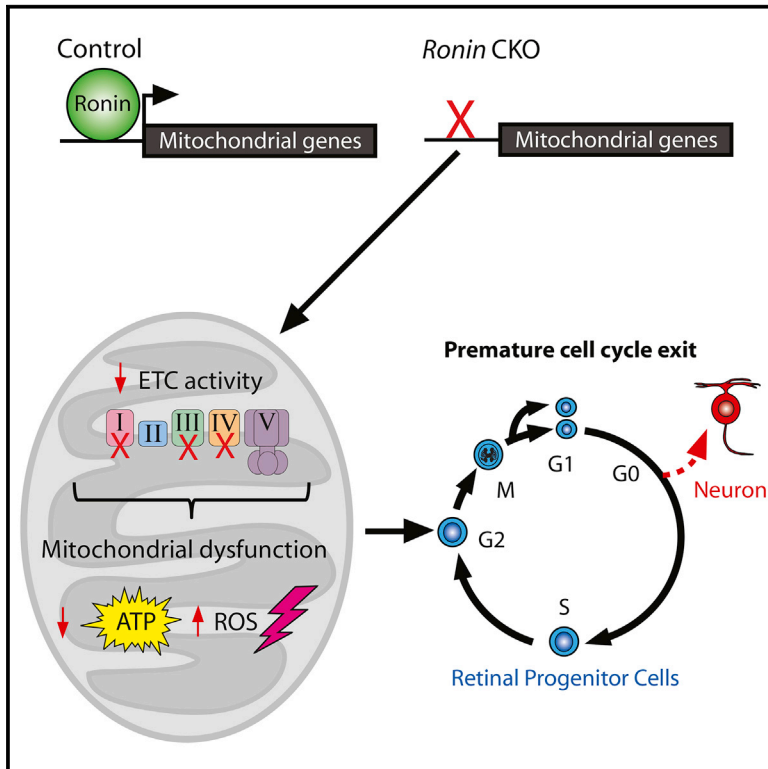 Control
Ronin CKO
Ronin
Mitochondrial genes
X
Mitochondrial genes
ETC activity
I
II
III
IV
V
X
X
X
Mitochondrial dysfunction
ATP
ROS
Premature cell cycle exit
G1
M
G0
Neuron
G2
S
Retinal Progenitor Cells